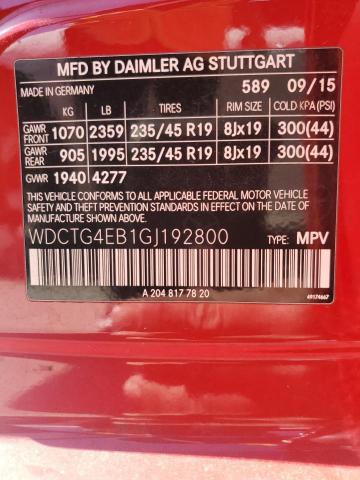 MFD BY DAIMLER AG STUTTGART
MADE IN GERMANY 589 09/15
KG LB TIRES RIM SIZE COLD KPA(PSI)
GAWR FRONT 1070 2359 235/45 R19 8Jx19 300(44)
GAWR REAR 905 1995 235/45 R19 8Jx19 300(44)
GVWR 1940 4277
THIS VEHICLE CONFORMS TO ALL APPLICABLE FEDERAL MOTOR VEHICLE
SAFETY AND THEFT PREVENTION STANDARDS IN EFFECT ON THE DATE
OF MANUFACTURE SHOWN ABOVE.
WDCTG4EB1GJ192800 TYPE: MPV
A 204 817 78 20
49174667